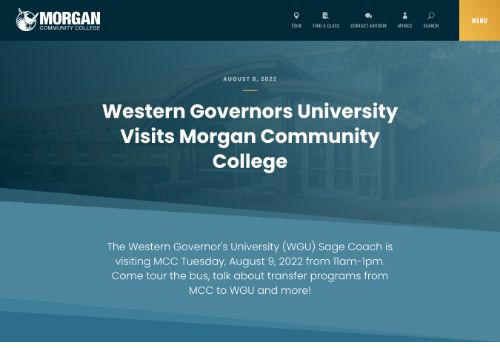 MORGAN
COMMUNITY COLLEGE
TOUR FIND A CLASS CONTACT ADVISOR MYMCC SEARCH
MENU
AUGUST 8, 2022
Western Governors University
Visits Morgan Community
College
The Western Governor's University (WGU) Sage Coach is
visiting MCC Tuesday, August 9, 2022 from 11am-1pm.
Come tour the bus, talk about transfer programs from
MCC to WGU and more!